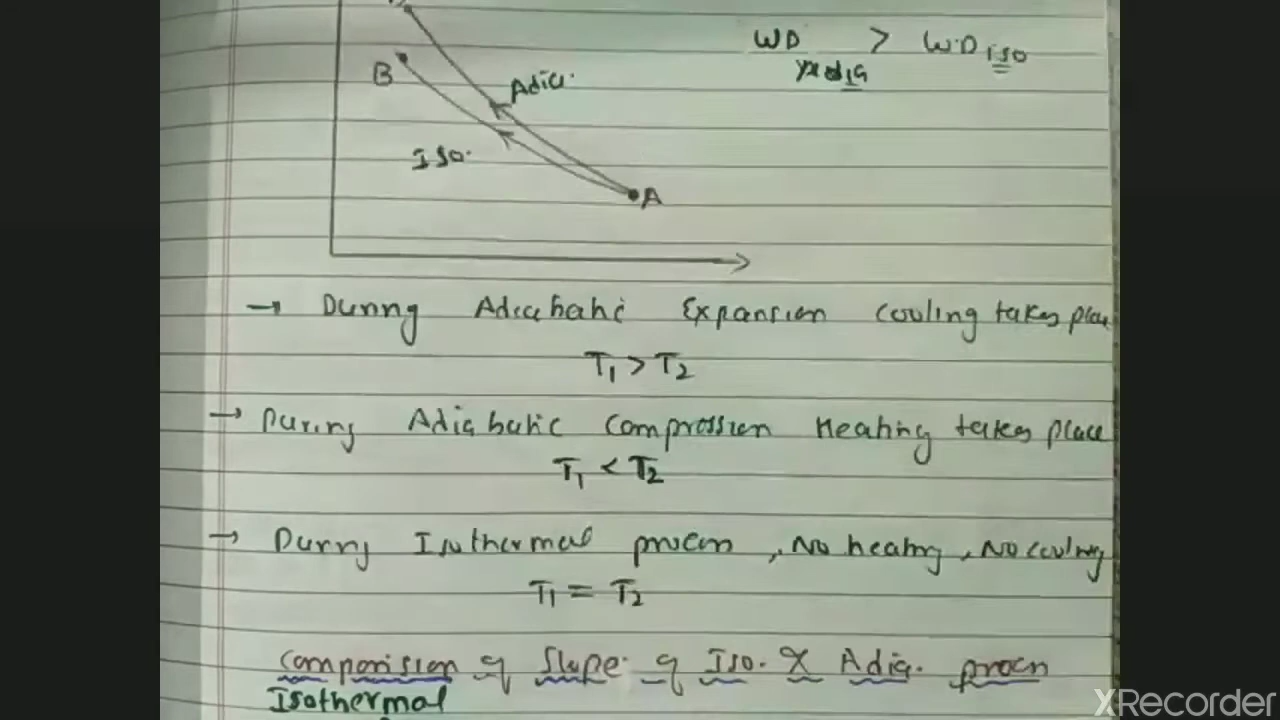 WD > W.D iso
adia
B
Adia.
Iso.
A
→ During Adiabatic Expansion cooling takes place
T1 > T2
→ During Adiabatic Compression Heating takes place
T1 < T2
→ During Isothermal process, No heating, No cooling
T1 = T2
Comparision of Slope of Iso. & Adia. process
Isothermal
XRecorder